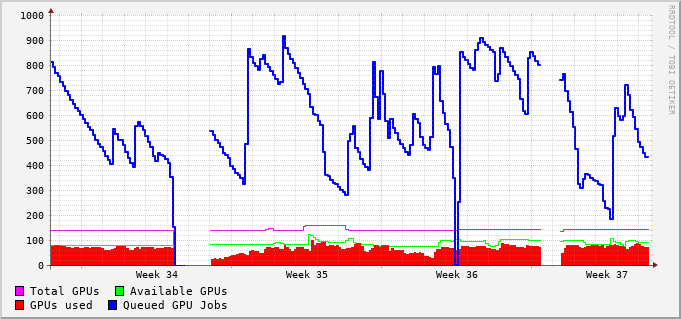 1000
900
800
700
600
500
400
300
200
100
0
Week 34 Week 35 Week 36 Week 37
Total GPUs Available GPUs
GPUs used Queued GPU Jobs
RRDTOOL / TOBI OETIKER